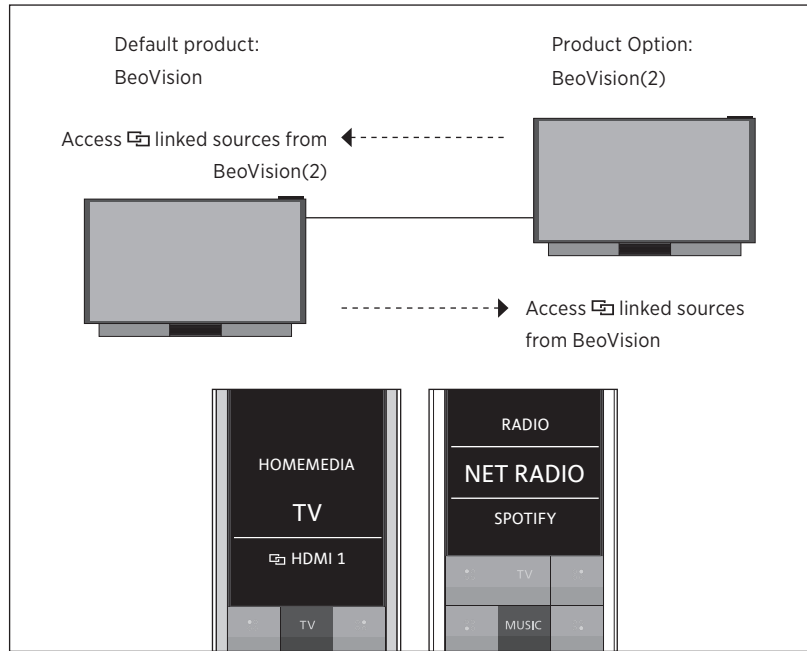 Default product:
BeoVision
Product Option:
BeoVision(2)
Access linked sources from
BeoVision(2)
Access linked sources
from BeoVision
HOMEMEDIA
TV
HDMI 1
TV
RADIO
NET RADIO
SPOTIFY
TV
MUSIC